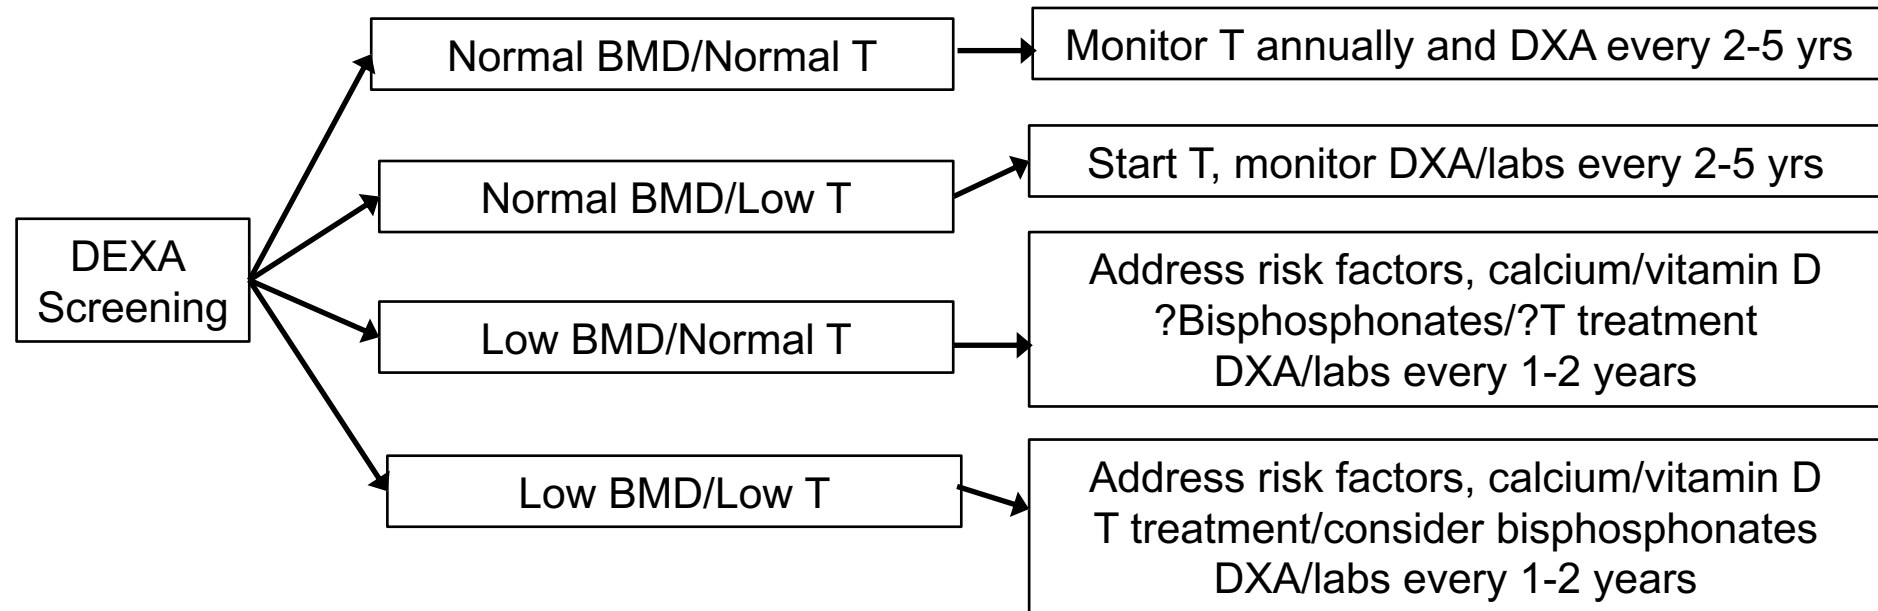 DEXA
Screening
Normal BMD/Normal T
Monitor T annually and DXA every 2-5 yrs
Normal BMD/Low T
Start T, monitor DXA/labs every 2-5 yrs
Low BMD/Normal T
Address risk factors, calcium/vitamin D
?Bisphosphonates/?T treatment
DXA/labs every 1-2 years
Low BMD/Low T
Address risk factors, calcium/vitamin D
T treatment/consider bisphosphonates
DXA/labs every 1-2 years